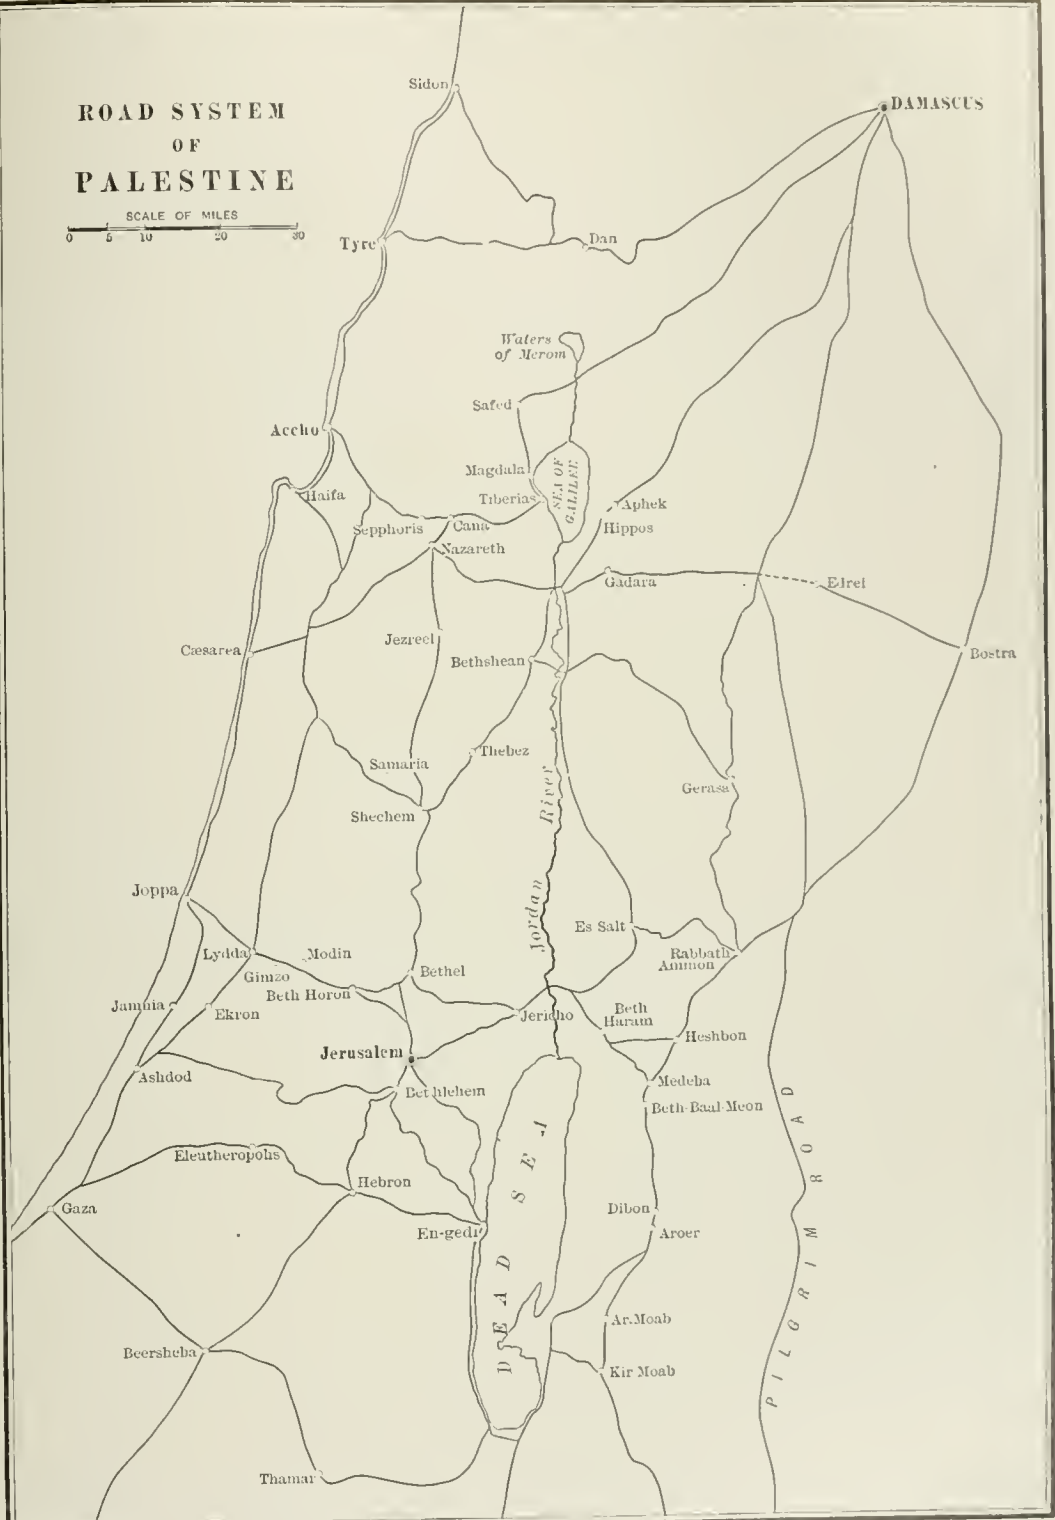 ROAD SYSTEM
OF
PALESTINE
SCALE OF MILES
0 5 10 20 30
Sidon
DAMASCUS
Tyre
Dan
Waters
of Merom
Safed
Accho
Magdala
SEA OF
GALILEE
Tiberias
Haifa
Aphek
Sepphoris
Cana
Hippos
Nazareth
Gadara
Edrei
Jezreel
Cæsarea
Bethshean
Bostra
Thebez
Samaria
Gerasa
Shechem
Jordan River
Joppa
Es Salt
Lydda
Modin
Rabbath
Ammon
Gimzo
Bethel
Beth Horon
Jamnia
Ekron
Jericho
Beth
Haram
Heshbon
Jerusalem
Ashdod
Medeba
Bethlehem
Beth-Baal-Meon
Eleutheropolis
Hebron
Gaza
Dibon
En-gedi
Aroer
DEAD SEA
PILGRIM ROAD
Ar.Moab
Beersheba
Kir Moab
Thamar